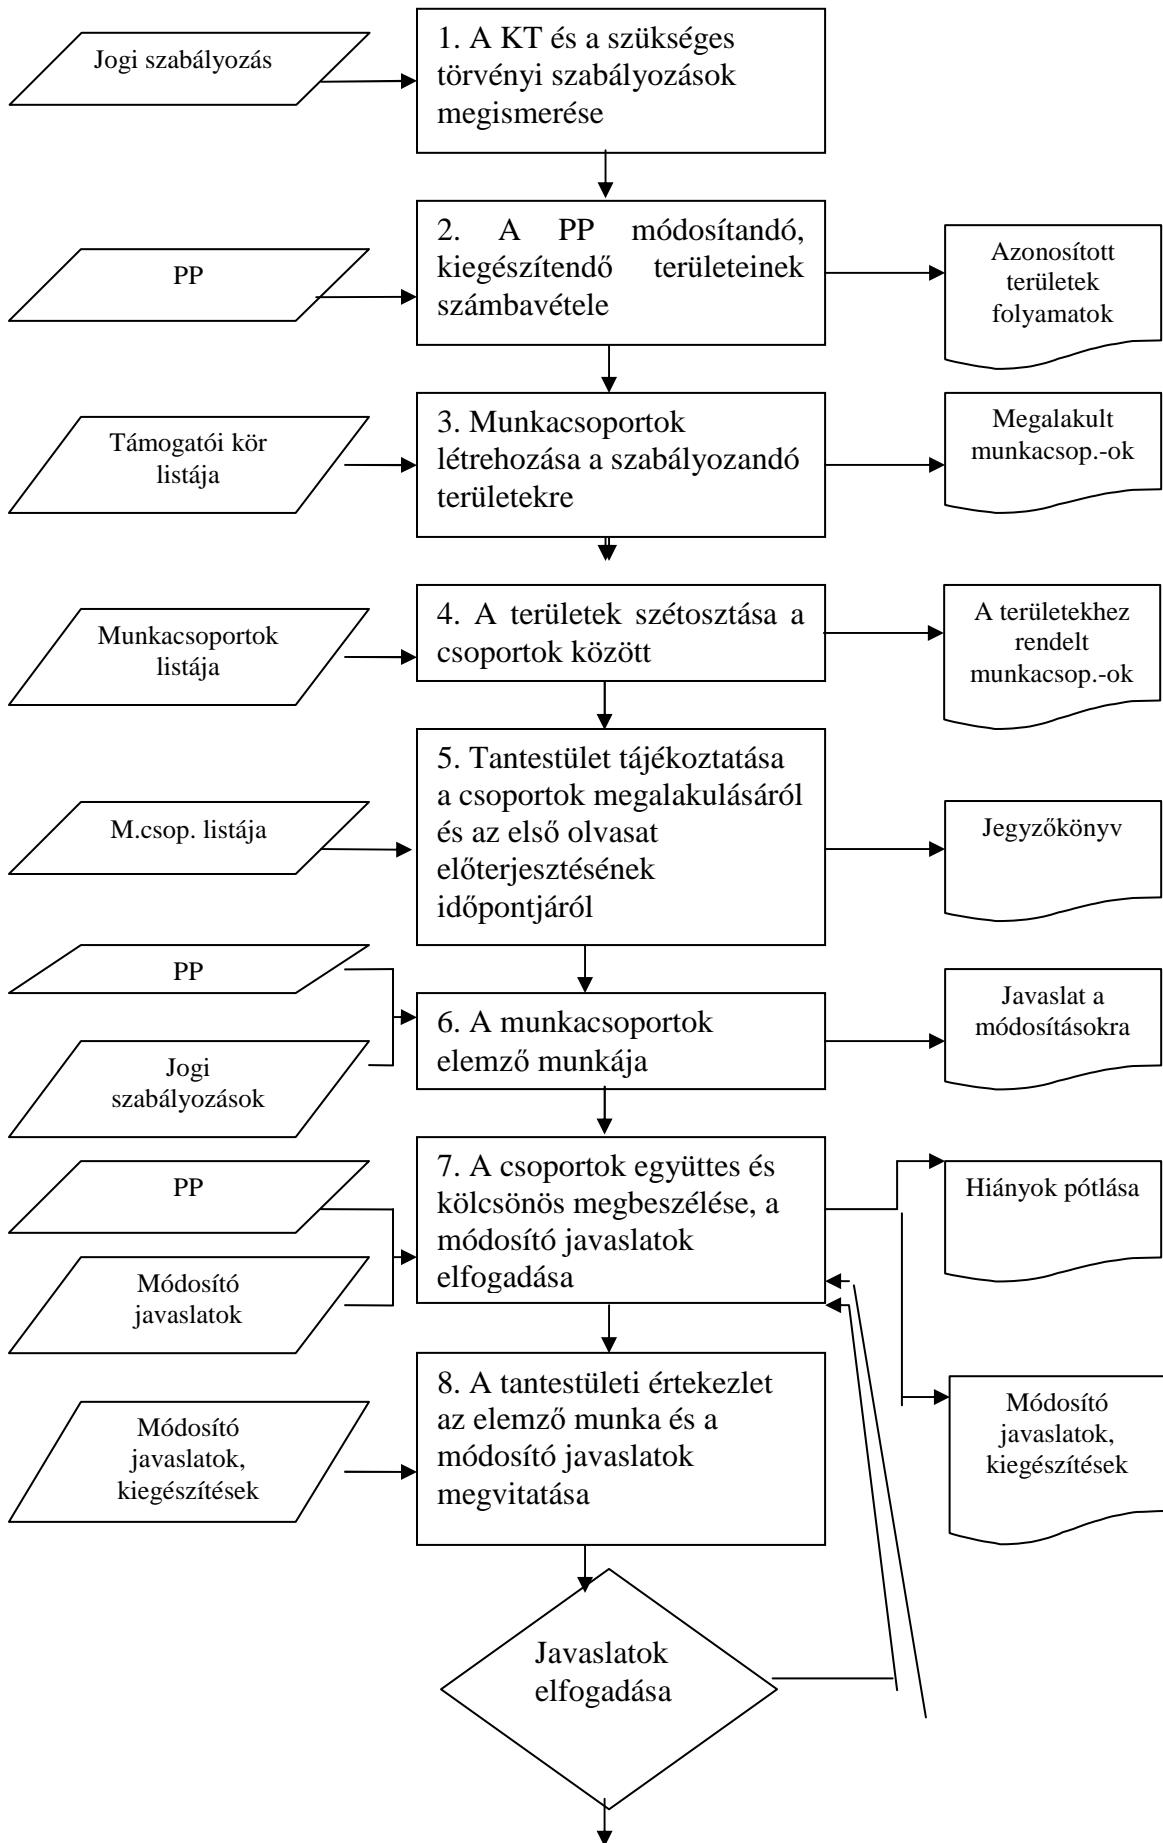 Jogi szabályozás
1. A KT és a szükséges
törvényi szabályozások
megismerése
PP
2. A PP módosítandó,
kiegészítendő területeinek
számbavétele
Azonosított
területek
folyamatok
Támogatói kör
listája
3. Munkacsoportok
létrehozása a szabályozandó
területekre
Megalakult
munkacsop.-ok
Munkacsoportok
listája
4. A területek szétosztása a
csoportok között
A területekhez
rendelt
munkacsop.-ok
M.csop. listája
5. Tantestület tájékoztatása
a csoportok megalakulásáról
és az első olvasat
előterjesztésének
időpontjáról
Jegyzőkönyv
PP
Jogi
szabályozások
6. A munkacsoportok
elemző munkája
Javaslat a
módosításokra
PP
Módosító
javaslatok
7. A csoportok együttes és
kölcsönös megbeszélése, a
módosító javaslatok
elfogadása
Hiányok pótlása
Módosító
javaslatok,
kiegészítések
8. A tantestületi értekezlet
az elemző munka és a
módosító javaslatok
megvitatása
Módosító
javaslatok,
kiegészítések
Javaslatok
elfogadása